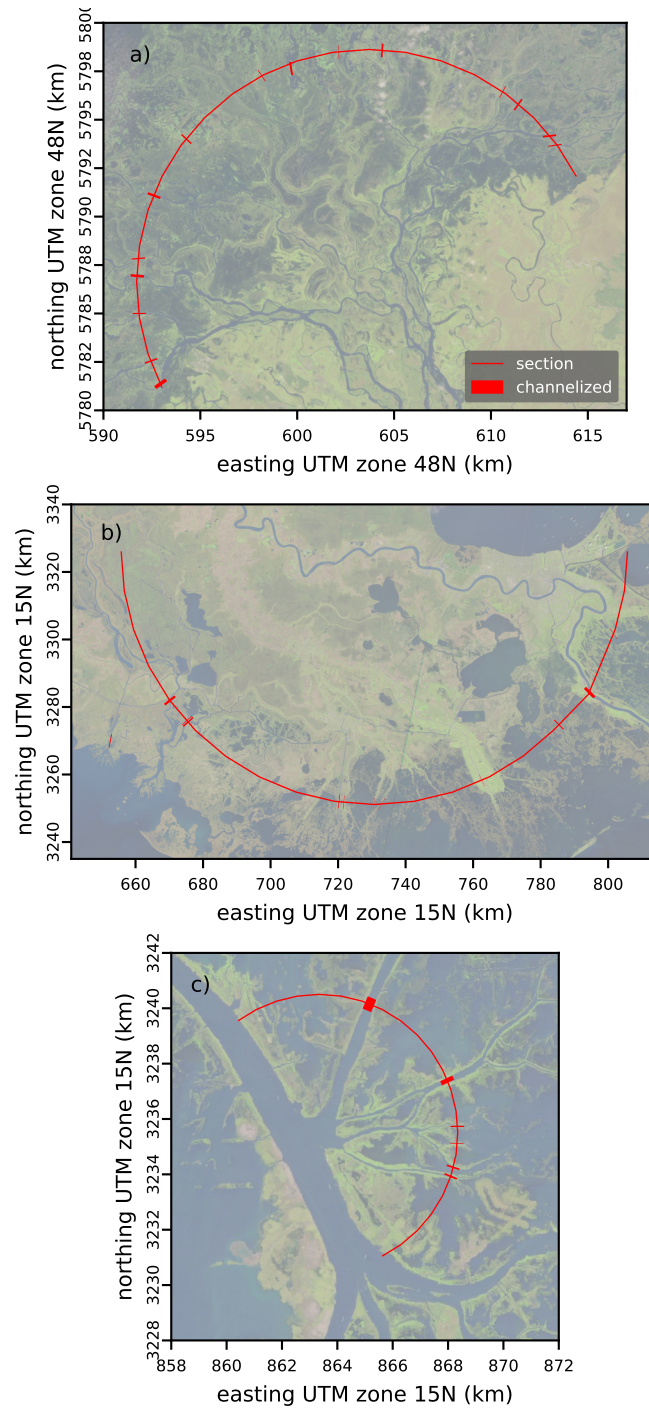 a)
5800
5798
5795
5792
5790
5788
5785
5782
5780
northing UTM zone 48N (km)
section
channelized
590 595 600 605 610 615
easting UTM zone 48N (km)
b)
3340
3320
3300
3280
3260
3240
northing UTM zone 15N (km)
660 680 700 720 740 760 780 800
easting UTM zone 15N (km)
c)
3242
3240
3238
3236
3234
3231
3230
3228
northing UTM zone 15N (km)
858 860 862 864 866 868 870 872
easting UTM zone 15N (km)